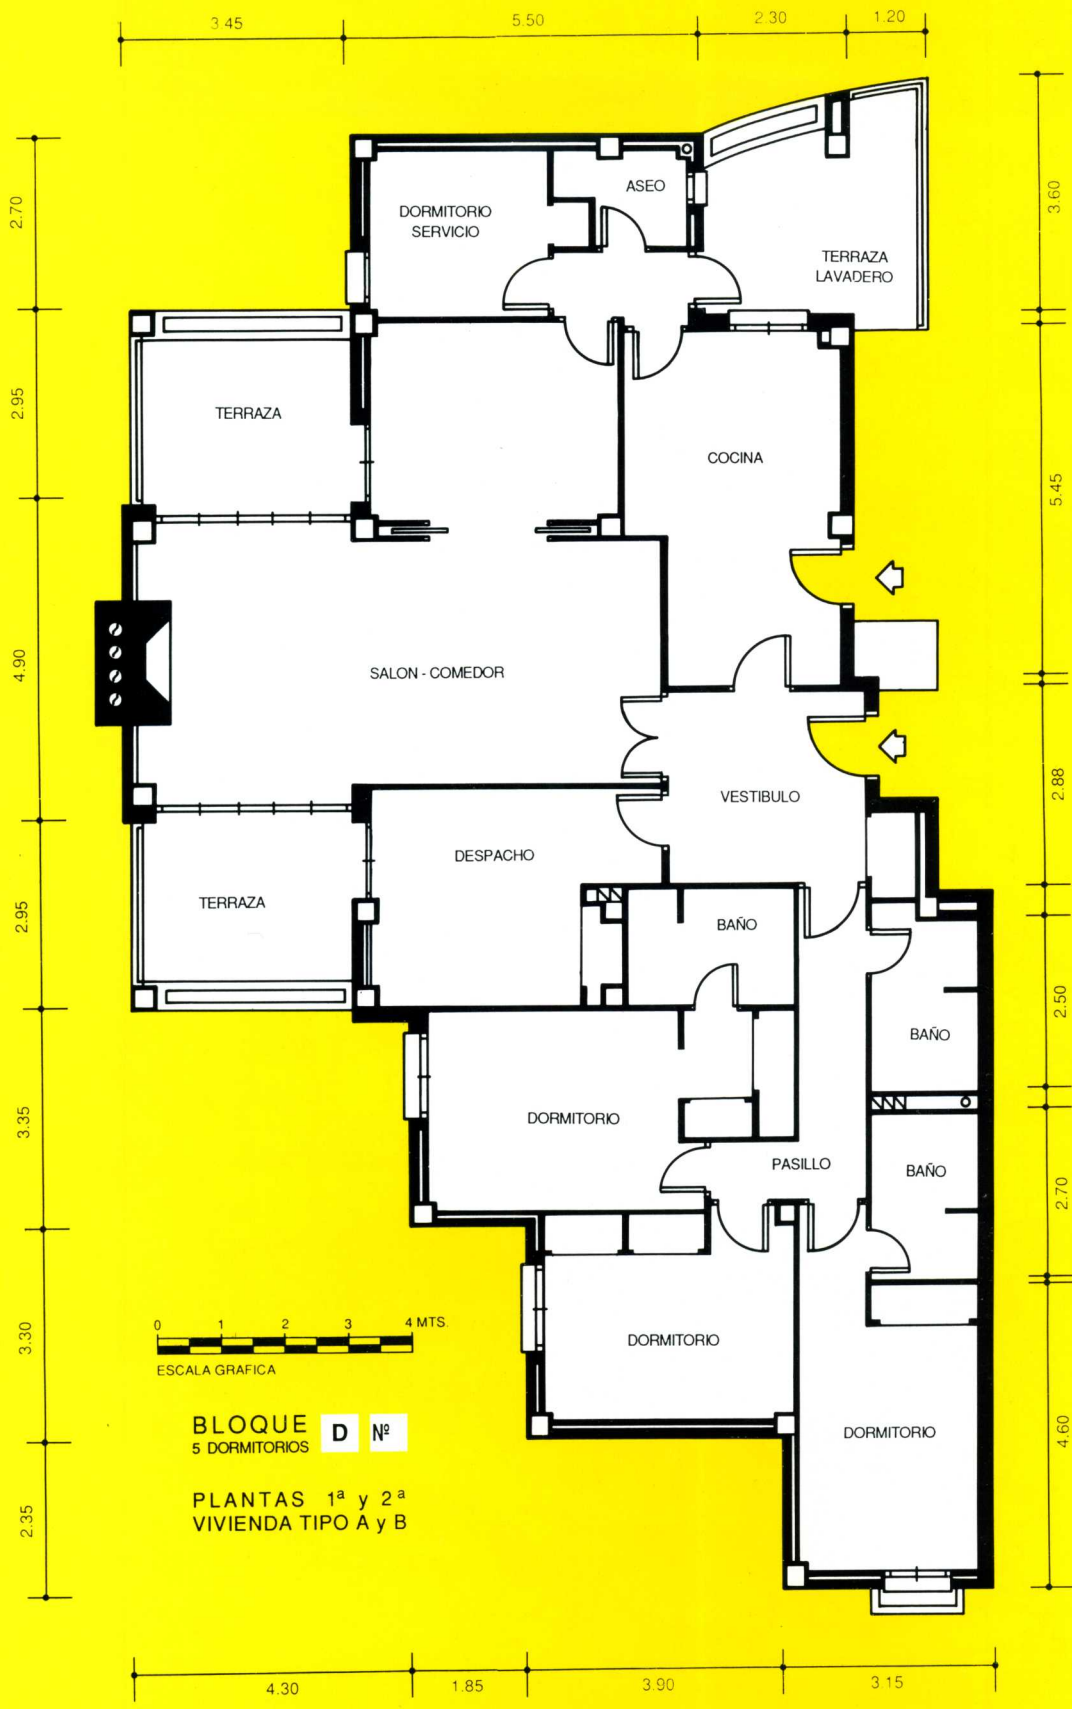 3.45
5.50
2.30
1.20
2.70
2.95
4.90
2.95
3.35
3.30
2.35
3.60
5.45
2.88
2.50
2.70
4.60
ASEO
DORMITORIO
SERVICIO
TERRAZA
LAVADERO
TERRAZA
COCINA
SALON - COMEDOR
VESTIBULO
DESPACHO
TERRAZA
BAÑO
BAÑO
DORMITORIO
PASILLO
BAÑO
DORMITORIO
DORMITORIO
0 1 2 3 4 MTS.
ESCALA GRAFICA
BLOQUE D Nº
5 DORMITORIOS
PLANTAS 1ª y 2ª
VIVIENDA TIPO A y B
4.30
1.85
3.90
3.15